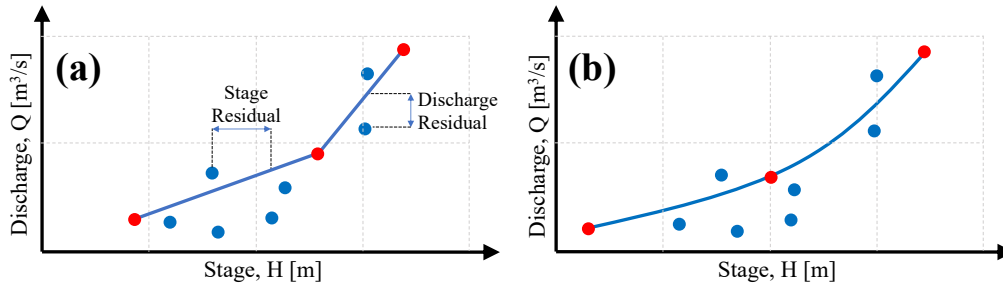 (a)
Discharge, Q [m³/s]
Stage
Residual
Discharge
Residual
Stage, H [m]
(b)
Discharge, Q [m³/s]
Stage, H [m]